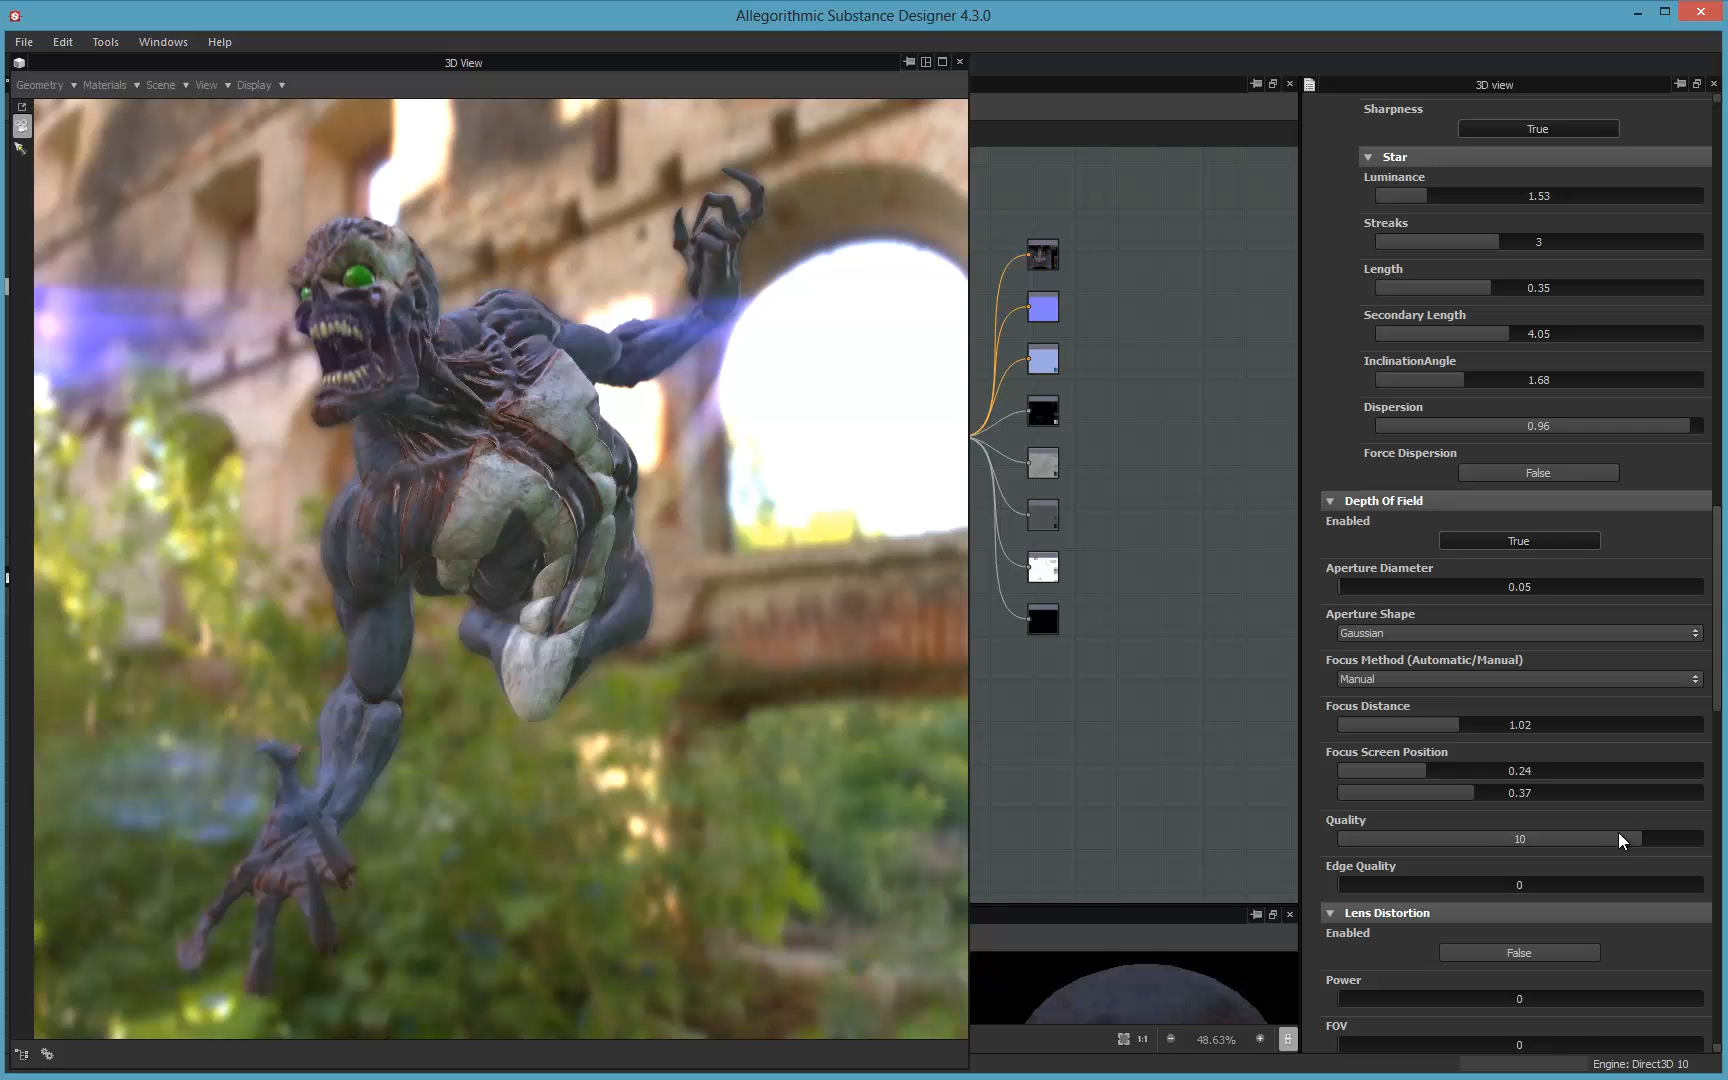 Allegorithmic Substance Designer 4.3.0
File Edit Tools Windows Help
3D View
Geometry Materials Scene View Display
3D view
Sharpness
True
Star
Luminance
1.53
Streaks
3
Length
0.35
Secondary Length
4.05
InclinationAngle
1.68
Dispersion
0.96
Force Dispersion
False
Depth Of Field
Enabled
True
Aperture Diameter
0.05
Aperture Shape
Gaussian
Focus Method (Automatic/Manual)
Manual
Focus Distance
1.02
Focus Screen Position
0.24
0.37
Quality
10
Edge Quality
0
Lens Distortion
Enabled
False
Power
0
FOV
0
1:1 48.63%
Engine: Direct3D 10